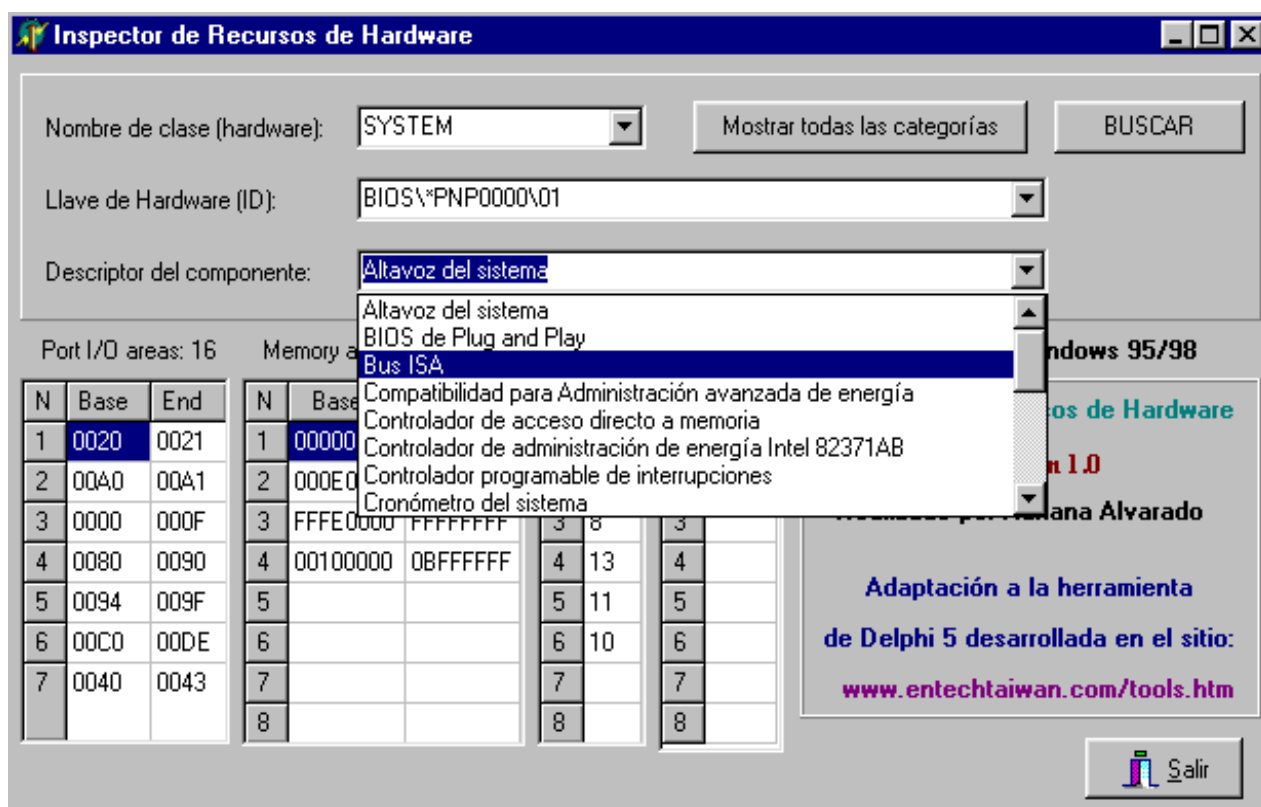 Inspector de Recursos de Hardware
Nombre de clase (hardware): SYSTEM Mostrar todas las categorías BUSCAR
Llave de Hardware (ID): BIOS\*PNP0000\01
Descriptor del componente: Altavoz del sistema
Altavoz del sistema
BIOS de Plug and Play
Bus ISA
Compatibilidad para Administración avanzada de energía
Controlador de acceso directo a memoria
Controlador de administración de energía Intel 82371AB
Controlador programable de interrupciones
Cronómetro del sistema
Port I/O areas: 16 Memory a ndows 95/98
N Base End N Base
1 0020 0021 1 00000
2 00A0 00A1 2 000E0
3 0000 000F 3 FFFE0000 FFFFFFFF 3 8 3
4 0080 0090 4 00100000 0BFFFFFF 4 13 4
5 0094 009F 5 5 11 5
6 00C0 00DE 6 6 10 6
7 0040 0043 7 7 7
8 8 8
os de Hardware
n 1.0
ana Alvarado
Adaptación a la herramienta
de Delphi 5 desarrollada en el sitio:
www.entechtaiwan.com/tools.htm
Salir